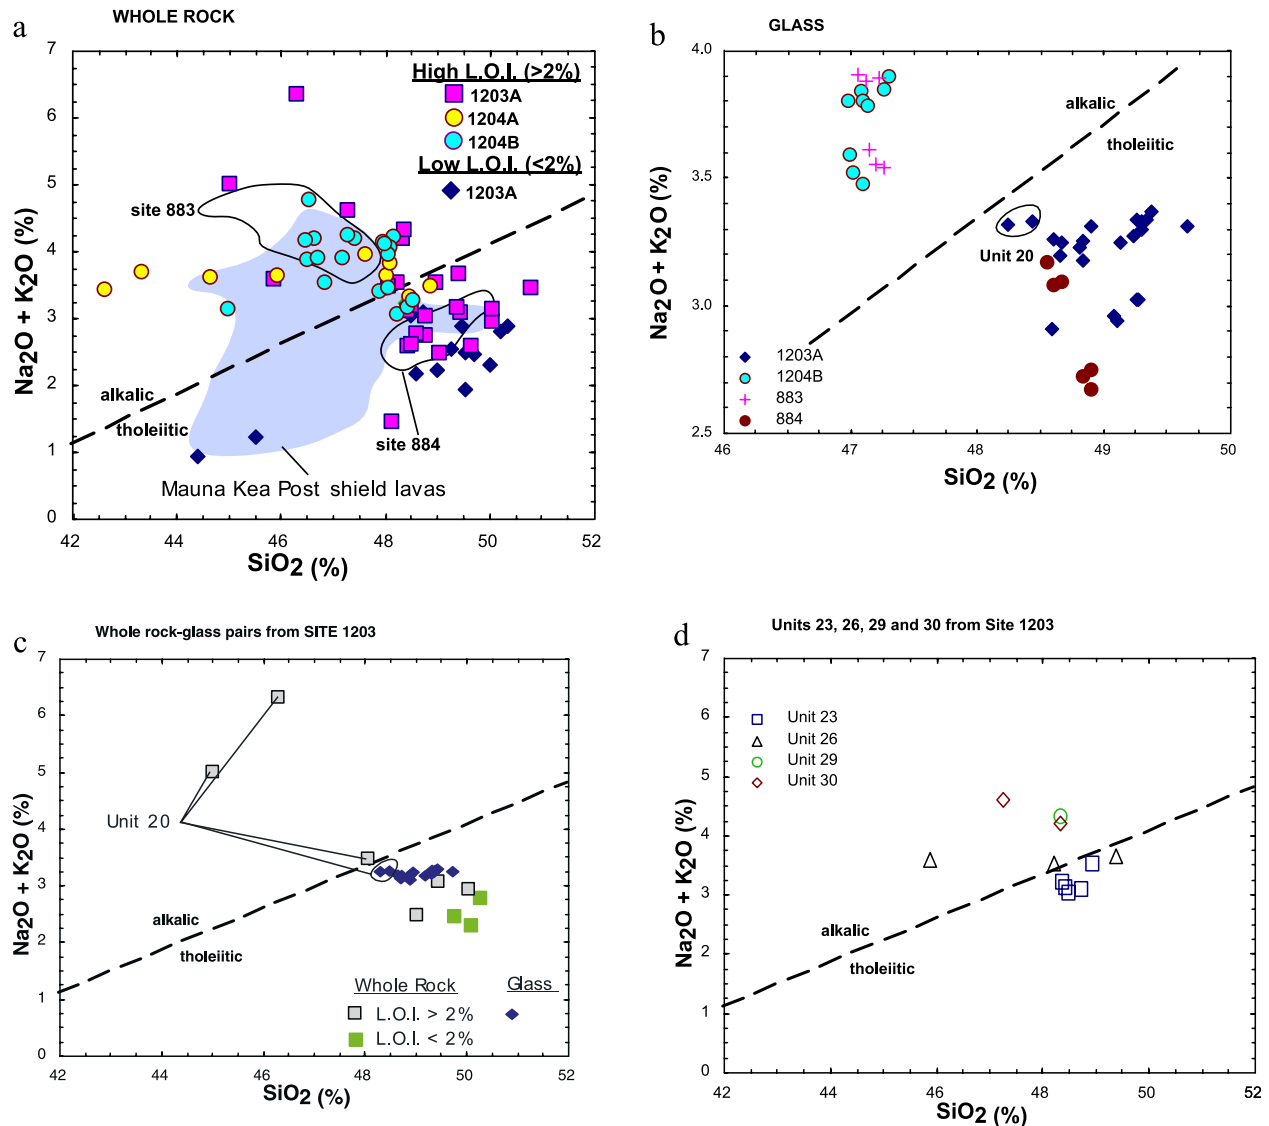 a
WHOLE ROCK
7
6
5
4
3
2
1
0
Na2O + K2O (%)
High L.O.I. (>2%)
1203A
1204A
1204B
Low L.O.I. (<2%)
1203A
site 883
alkalic
tholeiitic
site 884
Mauna Kea Post shield lavas
42 44 46 48 50 52
SiO2 (%)
b
GLASS
4.0
3.5
3.0
2.5
Na2O + K2O (%)
alkalic
tholeiitic
Unit 20
1203A
1204B
883
884
46 47 48 49 50
SiO2 (%)
c
Whole rock-glass pairs from SITE 1203
7
6
5
4
3
2
1
0
Na2O + K2O (%)
Unit 20
alkalic
tholeiitic
Whole Rock Glass
L.O.I. > 2%
L.O.I. < 2%
42 44 46 48 50 52
SiO2 (%)
d
Units 23, 26, 29 and 30 from Site 1203
7
6
5
4
3
2
1
0
Na2O + K2O (%)
Unit 23
Unit 26
Unit 29
Unit 30
alkalic
tholeiitic
42 44 46 48 50 52
SiO2 (%)